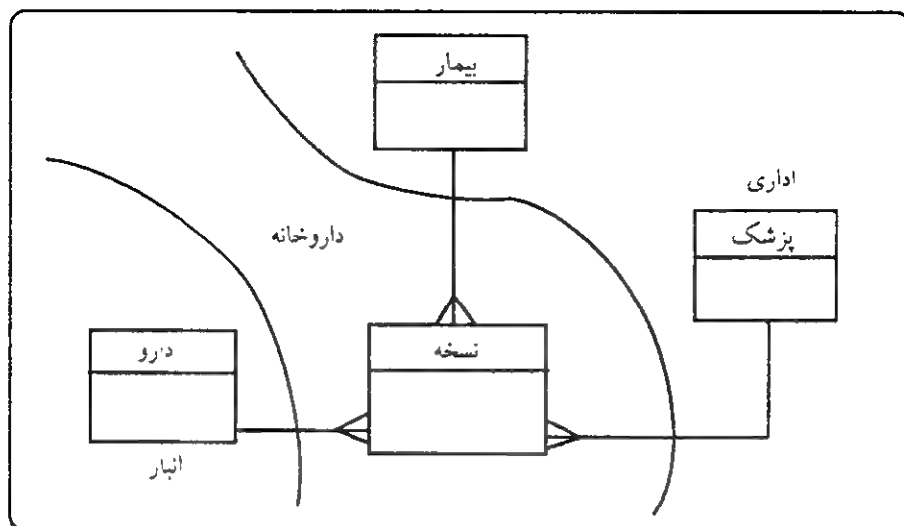 بیمار
اداری
پزشک
داروخانه
نسخه
دارو
انبار